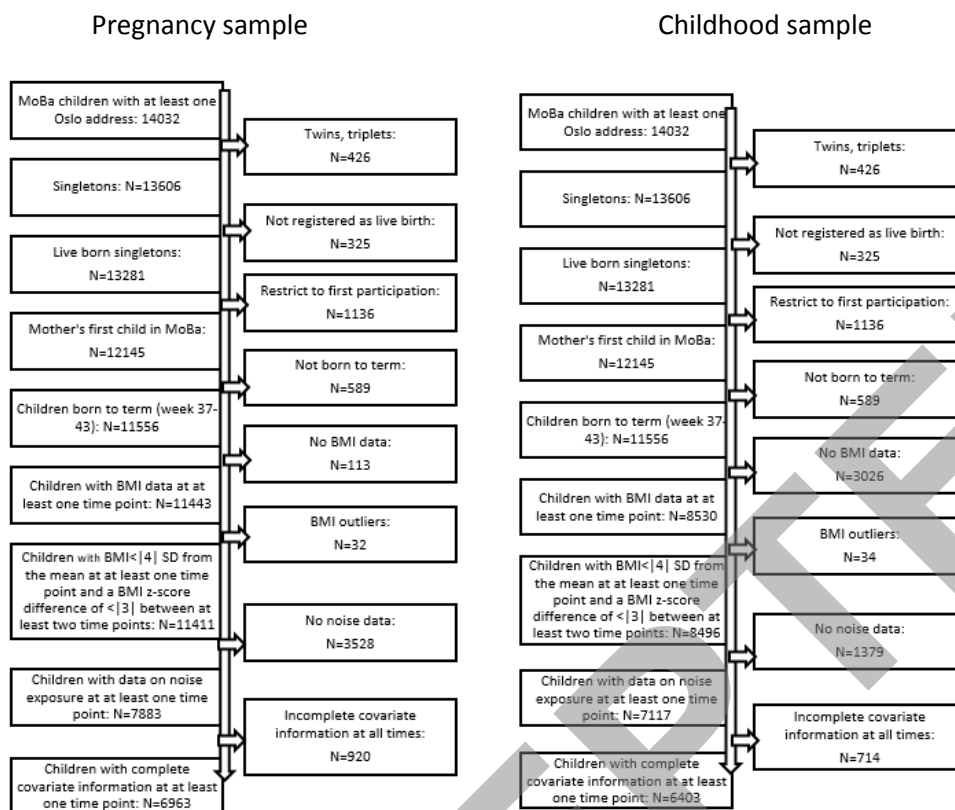 Pregnancy sample
MoBa children with at least one
Oslo address: 14032
Twins, triplets:
N=426
Singletons: N=13606
Not registered as live birth:
N=325
Live born singletons:
N=13281
Restrict to first participation:
N=1136
Mother's first child in MoBa:
N=12145
Not born to term:
N=589
Children born to term (week 37-
43): N=11556
No BMI data:
N=113
Children with BMI data at at
least one time point: N=11443
BMI outliers:
N=32
Children with BMI<|4| SD from
the mean at at least one time
point and a BMI z-score
difference of <|3| between at
least two time points: N=11411
No noise data:
N=3528
Children with data on noise
exposure at at least one time
point: N=7883
Incomplete covariate
information at all times:
N=920
Children with complete
covariate information at at least
one time point: N=6963
Childhood sample
MoBa children with at least one
Oslo address: 14032
Twins, triplets:
N=426
Singletons: N=13606
Not registered as live birth:
N=325
Live born singletons:
N=13281
Restrict to first participation:
N=1136
Mother's first child in MoBa:
N=12145
Not born to term:
N=589
Children born to term (week 37-
43): N=11556
No BMI data:
N=3026
Children with BMI data at at
least one time point: N=8530
BMI outliers:
N=34
Children with BMI<|4| SD from
the mean at at least one time
point and a BMI z-score
difference of <|3| between at
least two time points: N=8496
No noise data:
N=1379
Children with data on noise
exposure at at least one time
point: N=7117
Incomplete covariate
information at all times:
N=714
Children with complete
covariate information at at least
one time point: N=6403